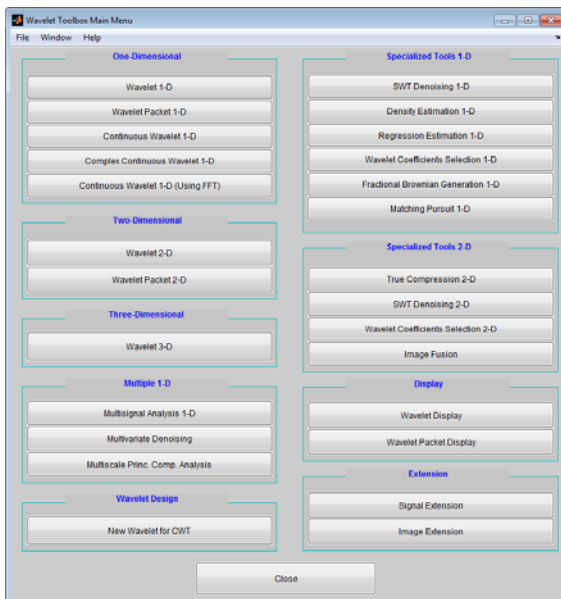 Wavelet Toolbox Main Menu
File Window Help
One-Dimensional
Wavelet 1-D
Wavelet Packet 1-D
Continuous Wavelet 1-D
Complex Continuous Wavelet 1-D
Continuous Wavelet 1-D (Using FFT)
Two-Dimensional
Wavelet 2-D
Wavelet Packet 2-D
Three-Dimensional
Wavelet 3-D
Multiple 1-D
Multisignal Analysis 1-D
Multivariate Denoising
Multiscale Princ. Comp. Analysis
Wavelet Design
New Wavelet for CWT
Specialized Tools 1-D
SWT Denoising 1-D
Density Estimation 1-D
Regression Estimation 1-D
Wavelet Coefficients Selection 1-D
Fractional Brownian Generation 1-D
Matching Pursuit 1-D
Specialized Tools 2-D
True Compression 2-D
SWT Denoising 2-D
Wavelet Coefficients Selection 2-D
Image Fusion
Display
Wavelet Display
Wavelet Packet Display
Extension
Signal Extension
Image Extension
Close